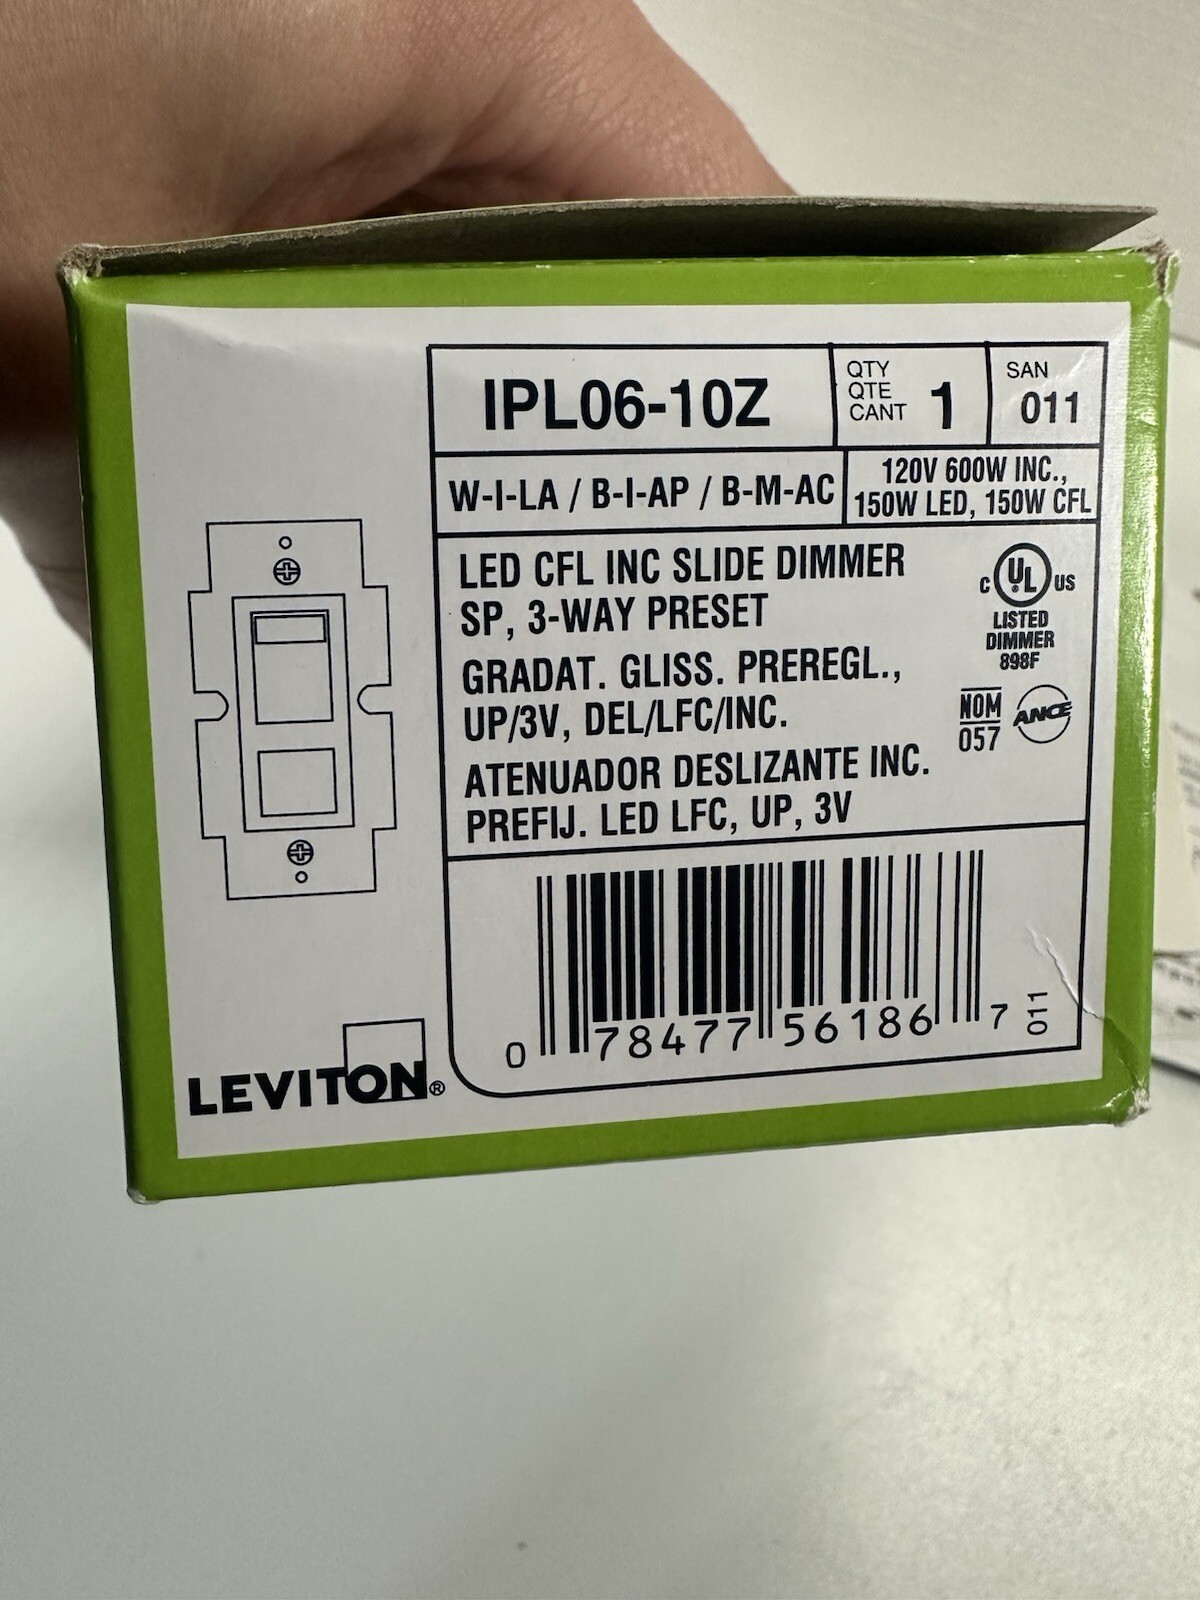 IPL06-10Z
QTY
QTE
CANT
1
SAN
011
W-I-LA / B-I-AP / B-M-AC
120V 600W INC.,
150W LED, 150W CFL
LED CFL INC SLIDE DIMMER
SP, 3-WAY PRESET
GRADAT. GLISS. PREREGL.,
UP/3V, DEL/LFC/INC.
ATENUADOR DESLIZANTE INC.
PREFIJ. LED LFC, UP, 3V
C UL US
LISTED
DIMMER
898F
NOM
057
ANCE
0 78477 56186 7
011
LEVITON®